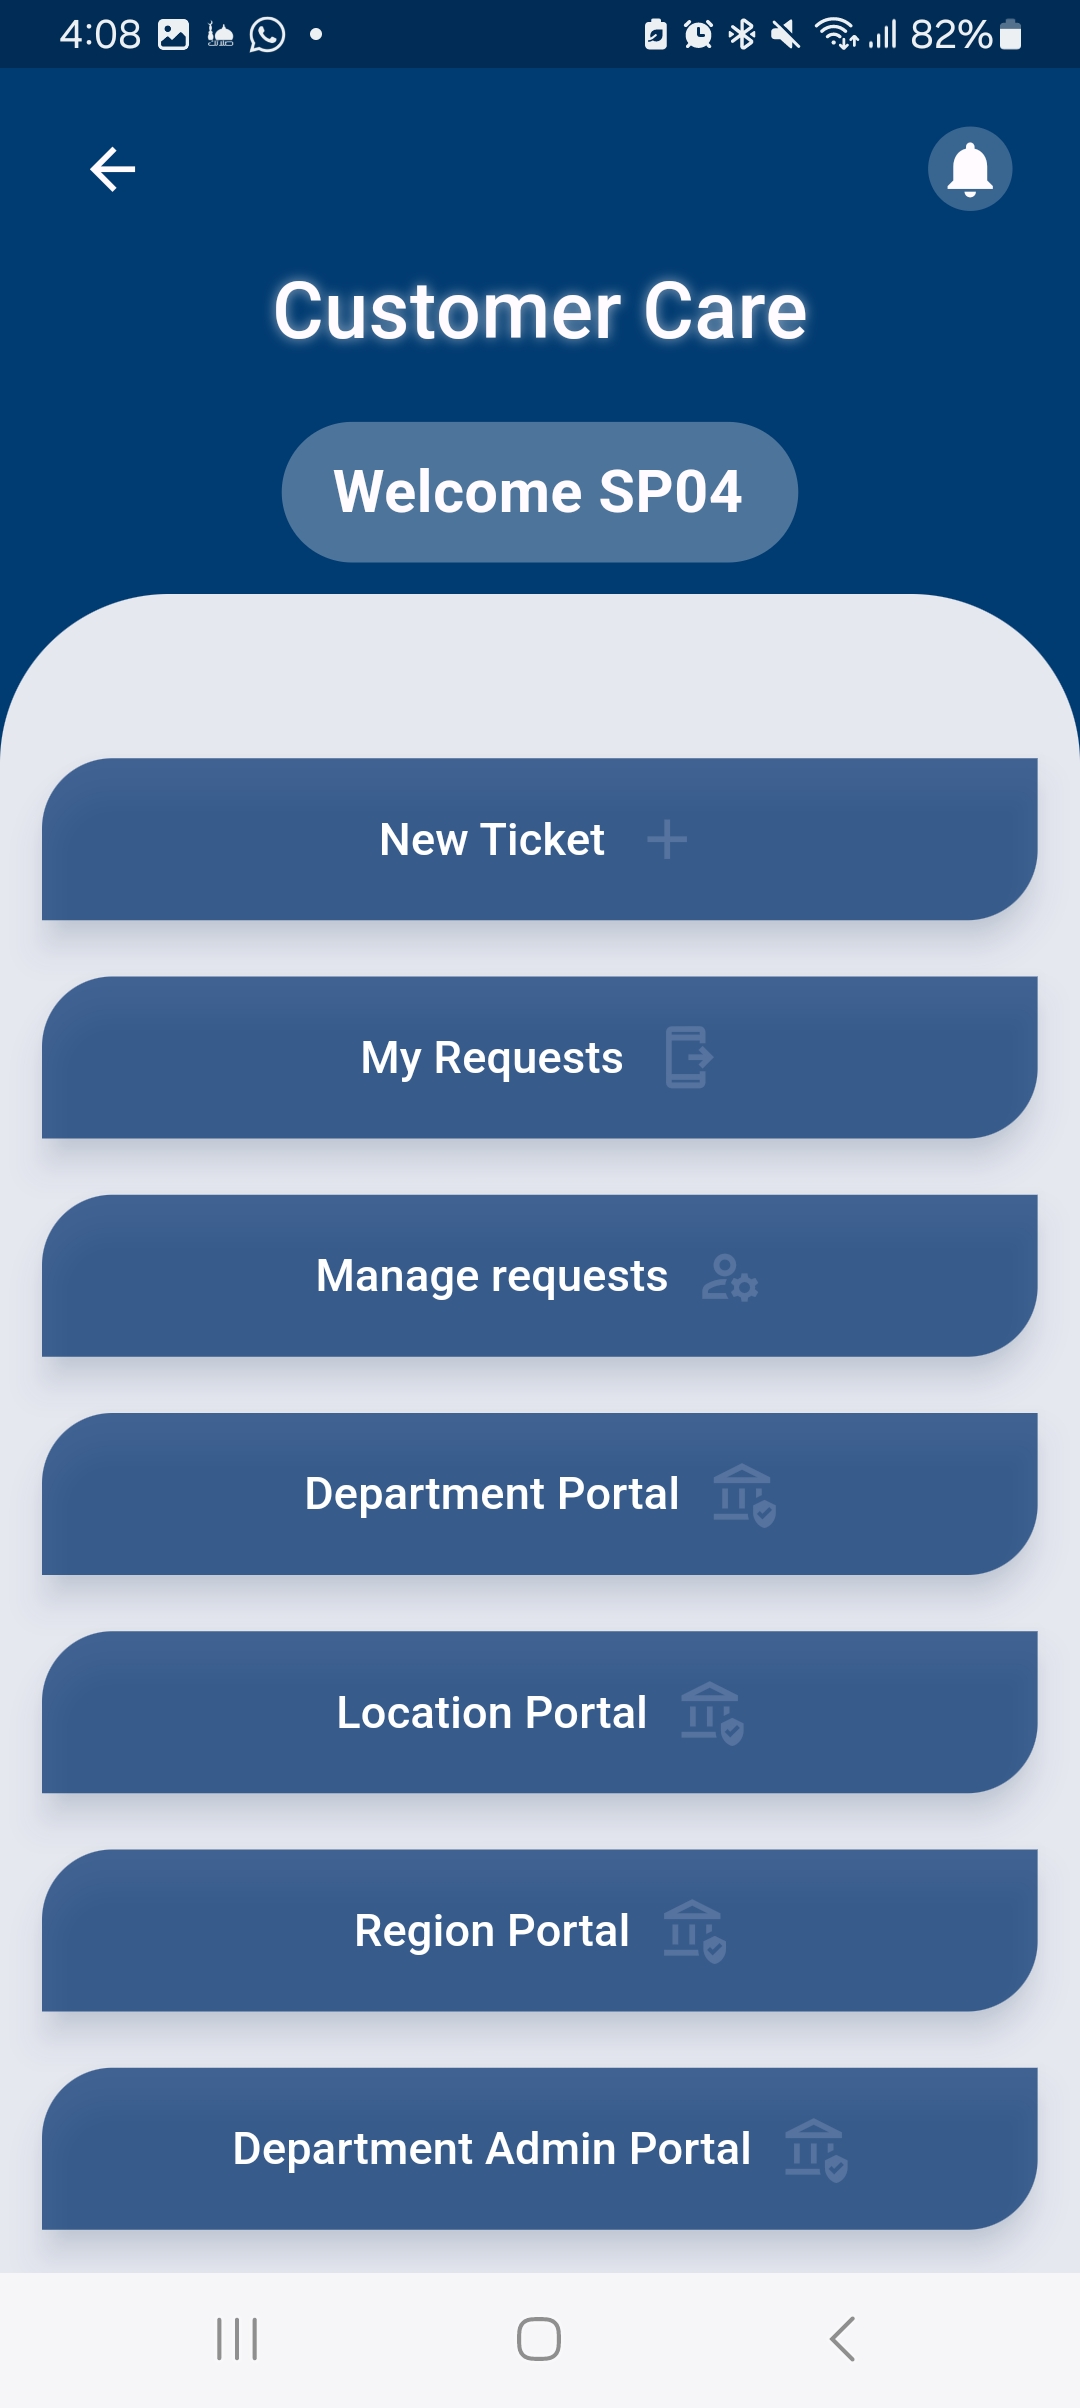 4:08
82%
Customer Care
Welcome SP04
New Ticket
My Requests
Manage requests
Department Portal
Location Portal
Region Portal
Department Admin Portal